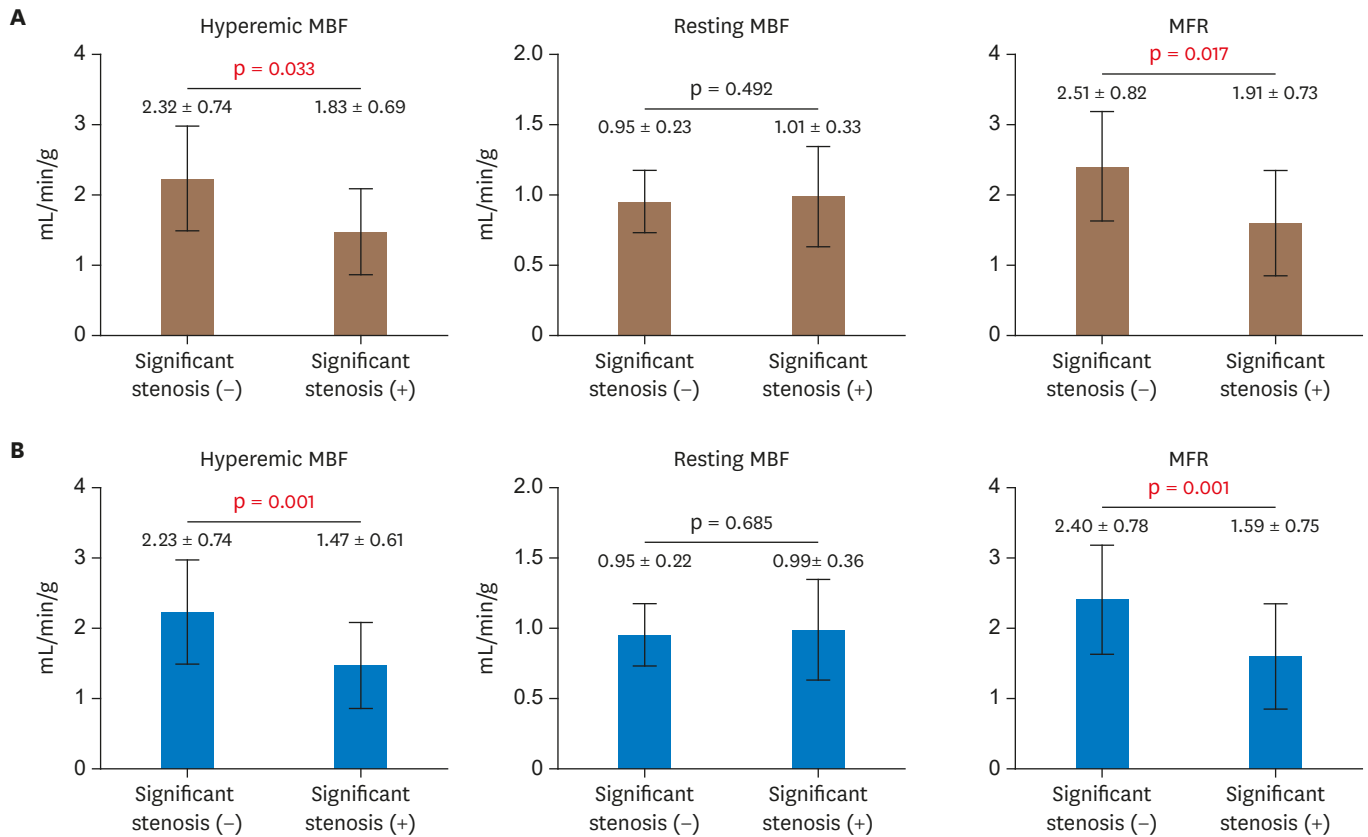 A
Hyperemic MBF
4
3
2
1
0
mL/min/g
p = 0.033
2.32 ± 0.74
1.83 ± 0.69
Significant
stenosis (−)
Significant
stenosis (+)
Resting MBF
2.0
1.5
1.0
0.5
0
mL/min/g
p = 0.492
0.95 ± 0.23
1.01 ± 0.33
Significant
stenosis (−)
Significant
stenosis (+)
MFR
4
3
2
1
0
p = 0.017
2.51 ± 0.82
1.91 ± 0.73
Significant
stenosis (−)
Significant
stenosis (+)
B
Hyperemic MBF
4
3
2
1
0
mL/min/g
p = 0.001
2.23 ± 0.74
1.47 ± 0.61
Significant
stenosis (−)
Significant
stenosis (+)
Resting MBF
2.0
1.5
1.0
0.5
0.0
mL/min/g
p = 0.685
0.95 ± 0.22
0.99± 0.36
Significant
stenosis (−)
Significant
stenosis (+)
MFR
4
3
2
1
0
p = 0.001
2.40 ± 0.78
1.59 ± 0.75
Significant
stenosis (−)
Significant
stenosis (+)